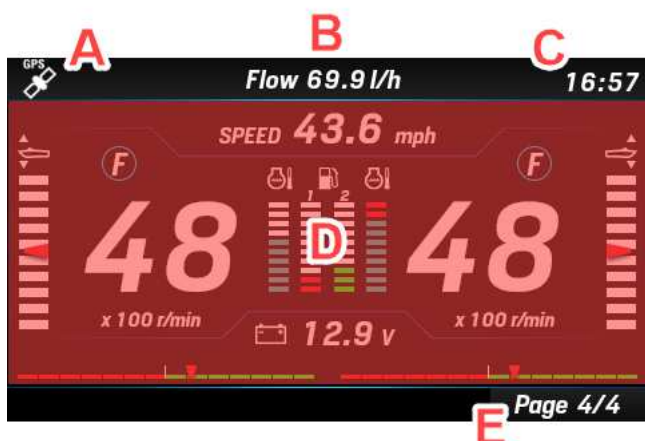 A
B
C
GPS
Flow 69.9 l/h
16:57
SPEED 43.6 mph
F
F
1 2
D
48
48
x 100 r/min
x 100 r/min
12.9 V
Page 4/4
E